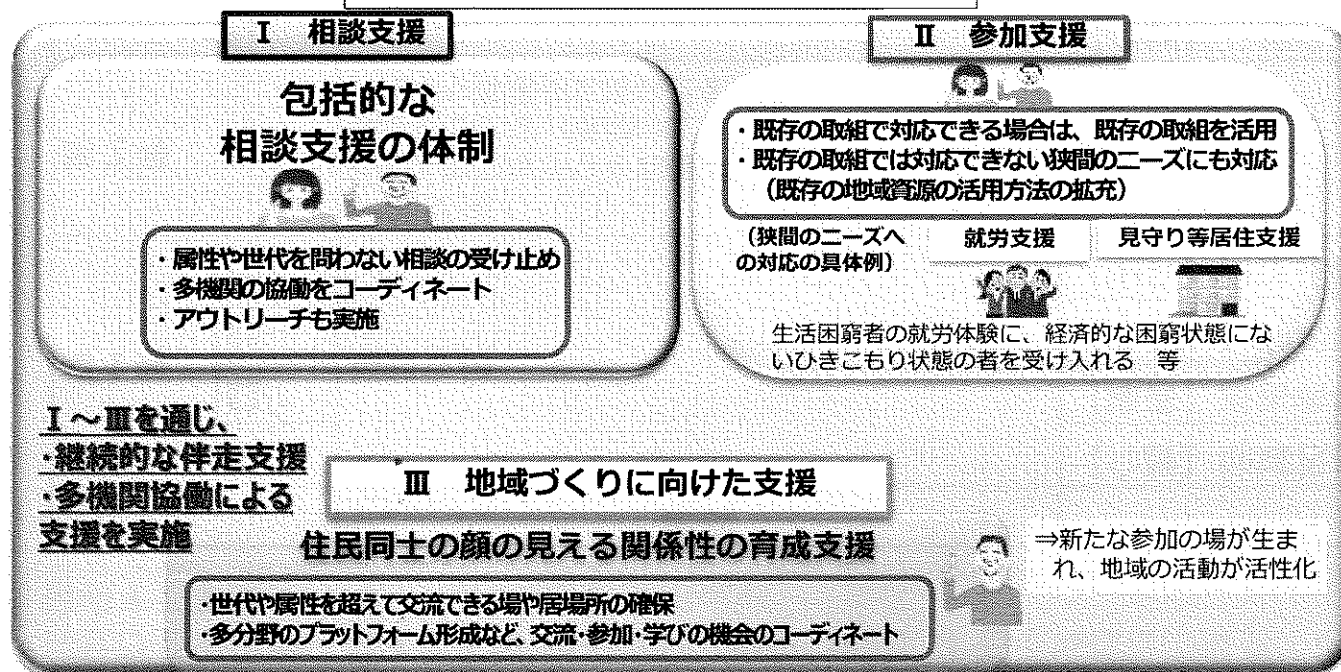 Ⅰ 相談支援
包括的な
相談支援の体制
・属性や世代を問わない相談の受け止め
・多機関の協働をコーディネート
・アウトリーチも実施
Ⅱ 参加支援
・既存の取組で対応できる場合は、既存の取組を活用
・既存の取組では対応できない狭間のニーズにも対応
（既存の地域資源の活用方法の拡充）
（狭間のニーズへ
の対応の具体例）
就労支援
見守り等居住支援
生活困窮者の就労体験に、経済的な困窮状態にな
いひきこもり状態の者を受け入れる 等
Ⅰ～Ⅲを通じ、
・継続的な伴走支援
・多機関協働による
支援を実施
Ⅲ 地域づくりに向けた支援
住民同士の顔の見える関係性の育成支援
・世代や属性を超えて交流できる場や居場所の確保
・多分野のプラットフォーム形成など、交流・参加・学びの機会のコーディネート
⇒新たな参加の場が生ま
れ、地域の活動が活性化